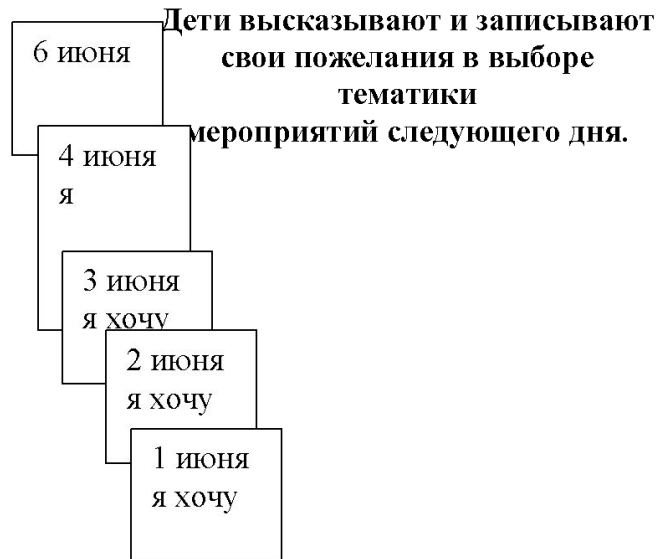 Дети высказывают и записывают
свои пожелания в выборе
тематики
мероприятий следующего дня.
6 июня
4 июня
я
3 июня
я хочу
2 июня
я хочу
1 июня
я хочу